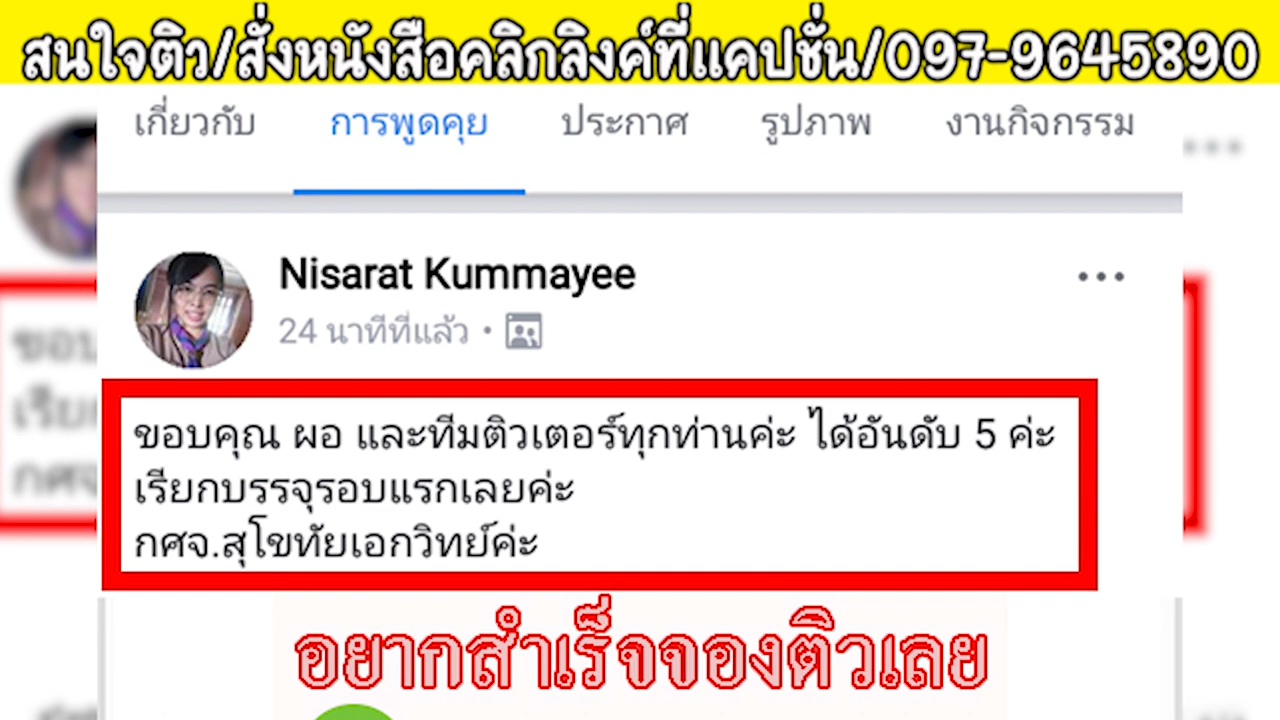 สนใจติว/สั่งหนังสือคลิกลิงค์ที่แคปชั่น/097-9645890
เกี่ยวกับ การพูดคุย ประกาศ รูปภาพ งานกิจกรรม
Nisarat Kummayee
24 นาทีที่แล้ว
ขอบคุณ ผอ และทีมติวเตอร์ทุกท่านค่ะ ได้อันดับ 5 ค่ะ
เรียกบรรจุรอบแรกเลยค่ะ
กศจ.สุโขทัยเอกวิทย์ค่ะ
อยากสำเร็จจองติวเลย